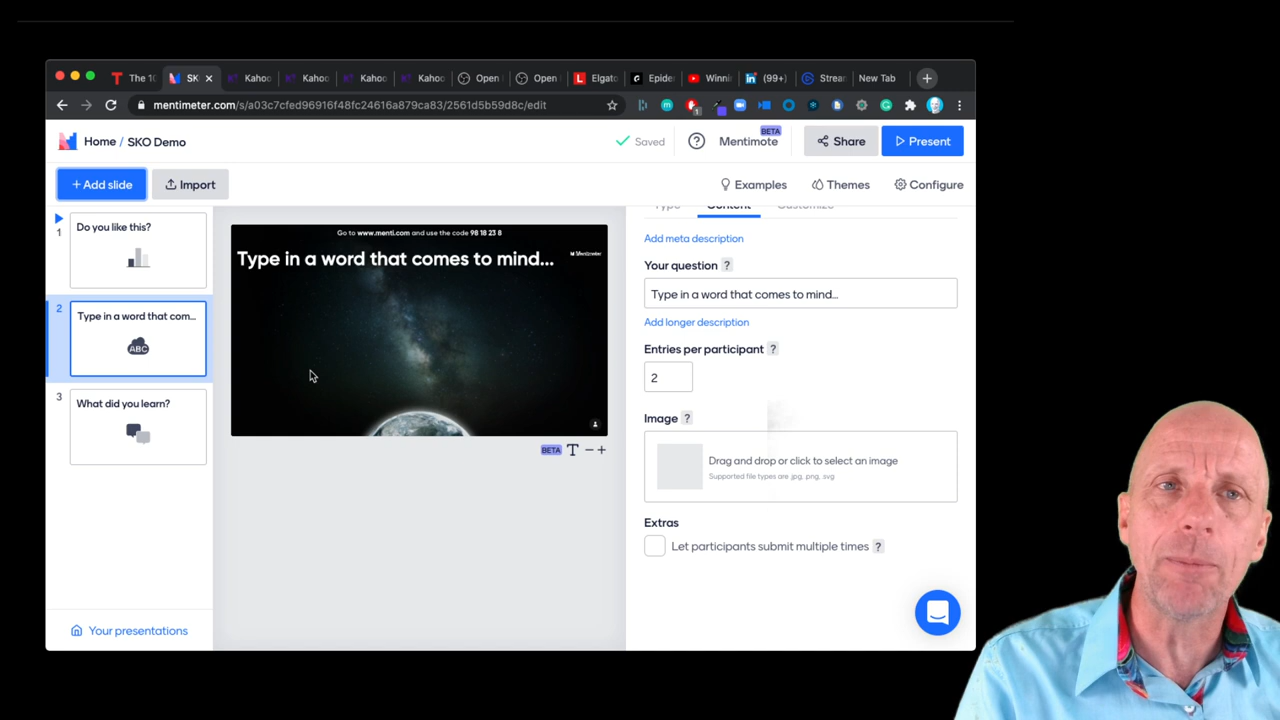 The 10
SK
Kahoo
Kahoo
Kahoo
Kahoo
Open
Open
Elgato
Epider
Winni
(99+)
Strear
New Tab
mentimeter.com/s/a03c7cfed96916f48fc24616a879ca83/2561d5b59d8c/edit
Home / SKO Demo
Saved
Mentimote
BETA
Share
Present
+ Add slide
Import
Examples
Themes
Configure
Type
Content
Customize
1
Do you like this?
2
Type in a word that com...
ABC
3
What did you learn?
Your presentations
Go to www.menti.com and use the code 98 18 23 8
Type in a word that comes to mind...
Mentimeter
BETA
T − +
Add meta description
Your question ?
Type in a word that comes to mind...
Add longer description
Entries per participant ?
2
Image ?
Drag and drop or click to select an image
Supported file types are jpg, png, svg
Extras
Let participants submit multiple times ?